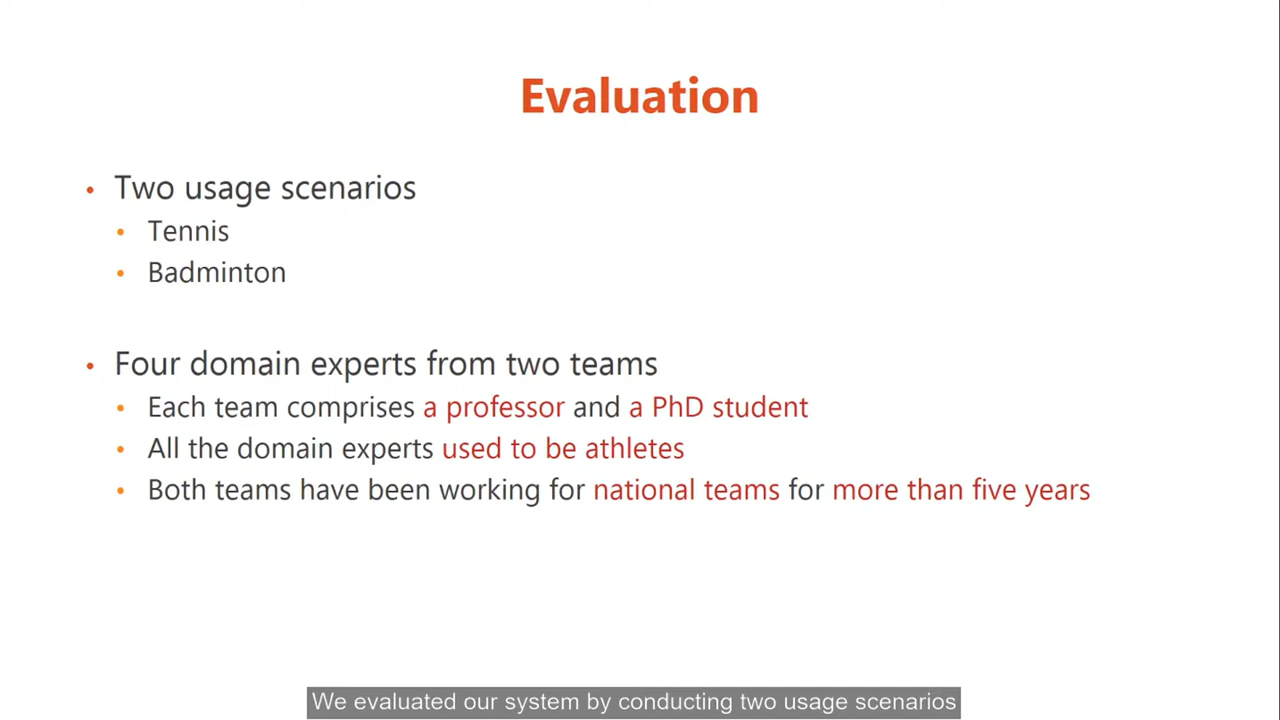 Evaluation
• Two usage scenarios
• Tennis
• Badminton
• Four domain experts from two teams
• Each team comprises a professor and a PhD student
• All the domain experts used to be athletes
• Both teams have been working for national teams for more than five years
We evaluated our system by conducting two usage scenarios